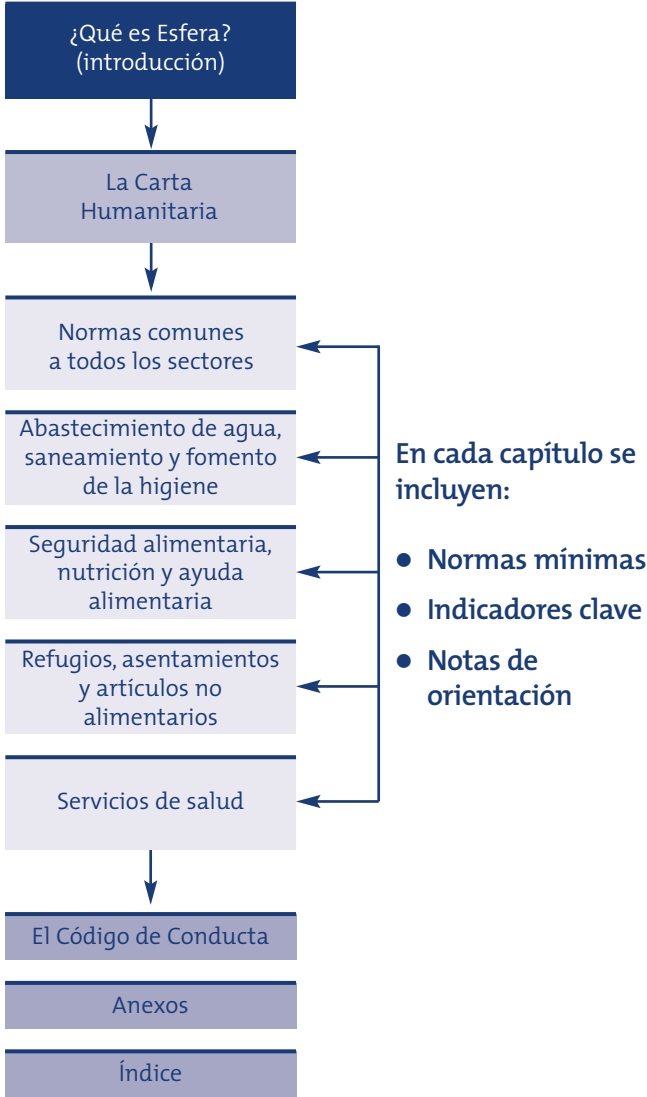 ¿Qué es Esfera?
(introducción)
La Carta
Humanitaria
Normas comunes
a todos los sectores
Abastecimiento de agua,
saneamiento y fomento
de la higiene
Seguridad alimentaria,
nutrición y ayuda
alimentaria
Refugios, asentamientos
y artículos no
alimentarios
Servicios de salud
En cada capítulo se
incluyen:
● Normas mínimas
● Indicadores clave
● Notas de
orientación
El Código de Conducta
Anexos
Índice